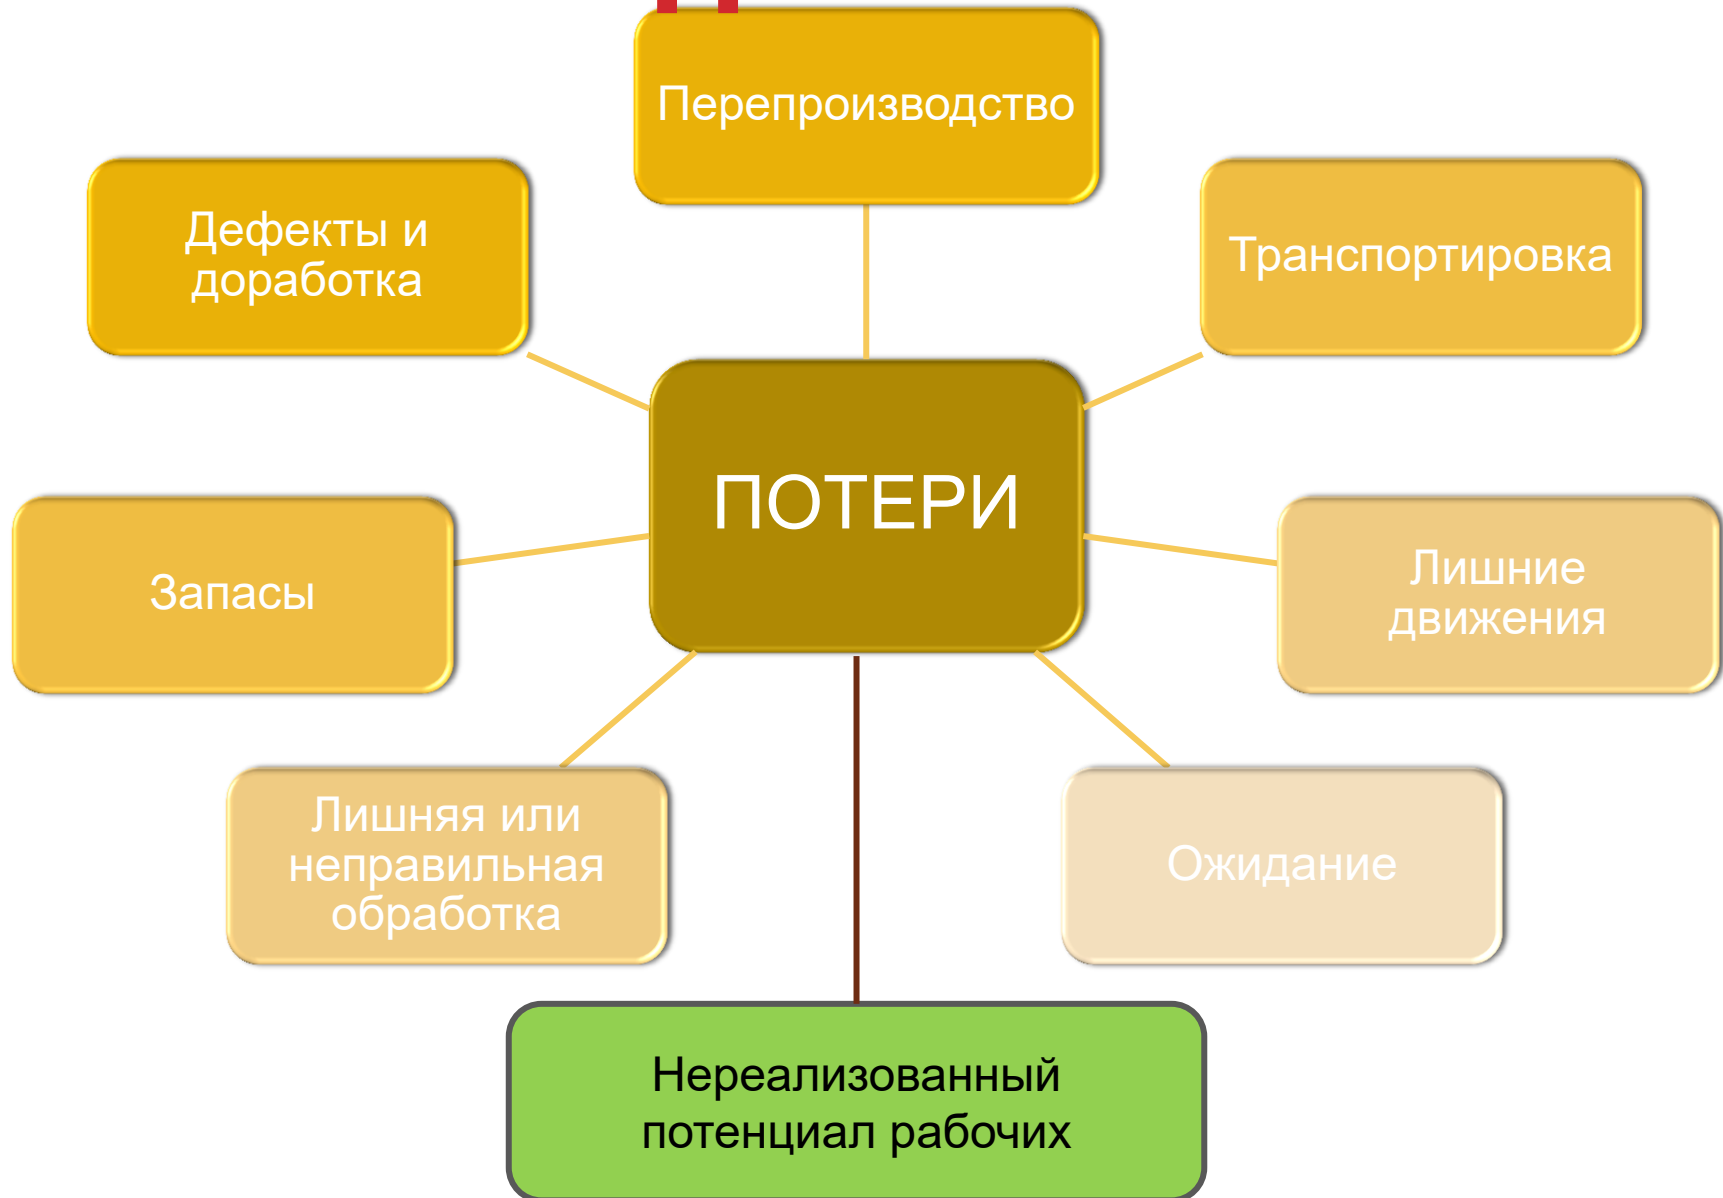 Перепроизводство
Дефекты и
доработка
Транспортировка
ПОТЕРИ
Запасы
Лишние
движения
Лишняя или
неправильная
обработка
Ожидание
Нереализованный
потенциал рабочих